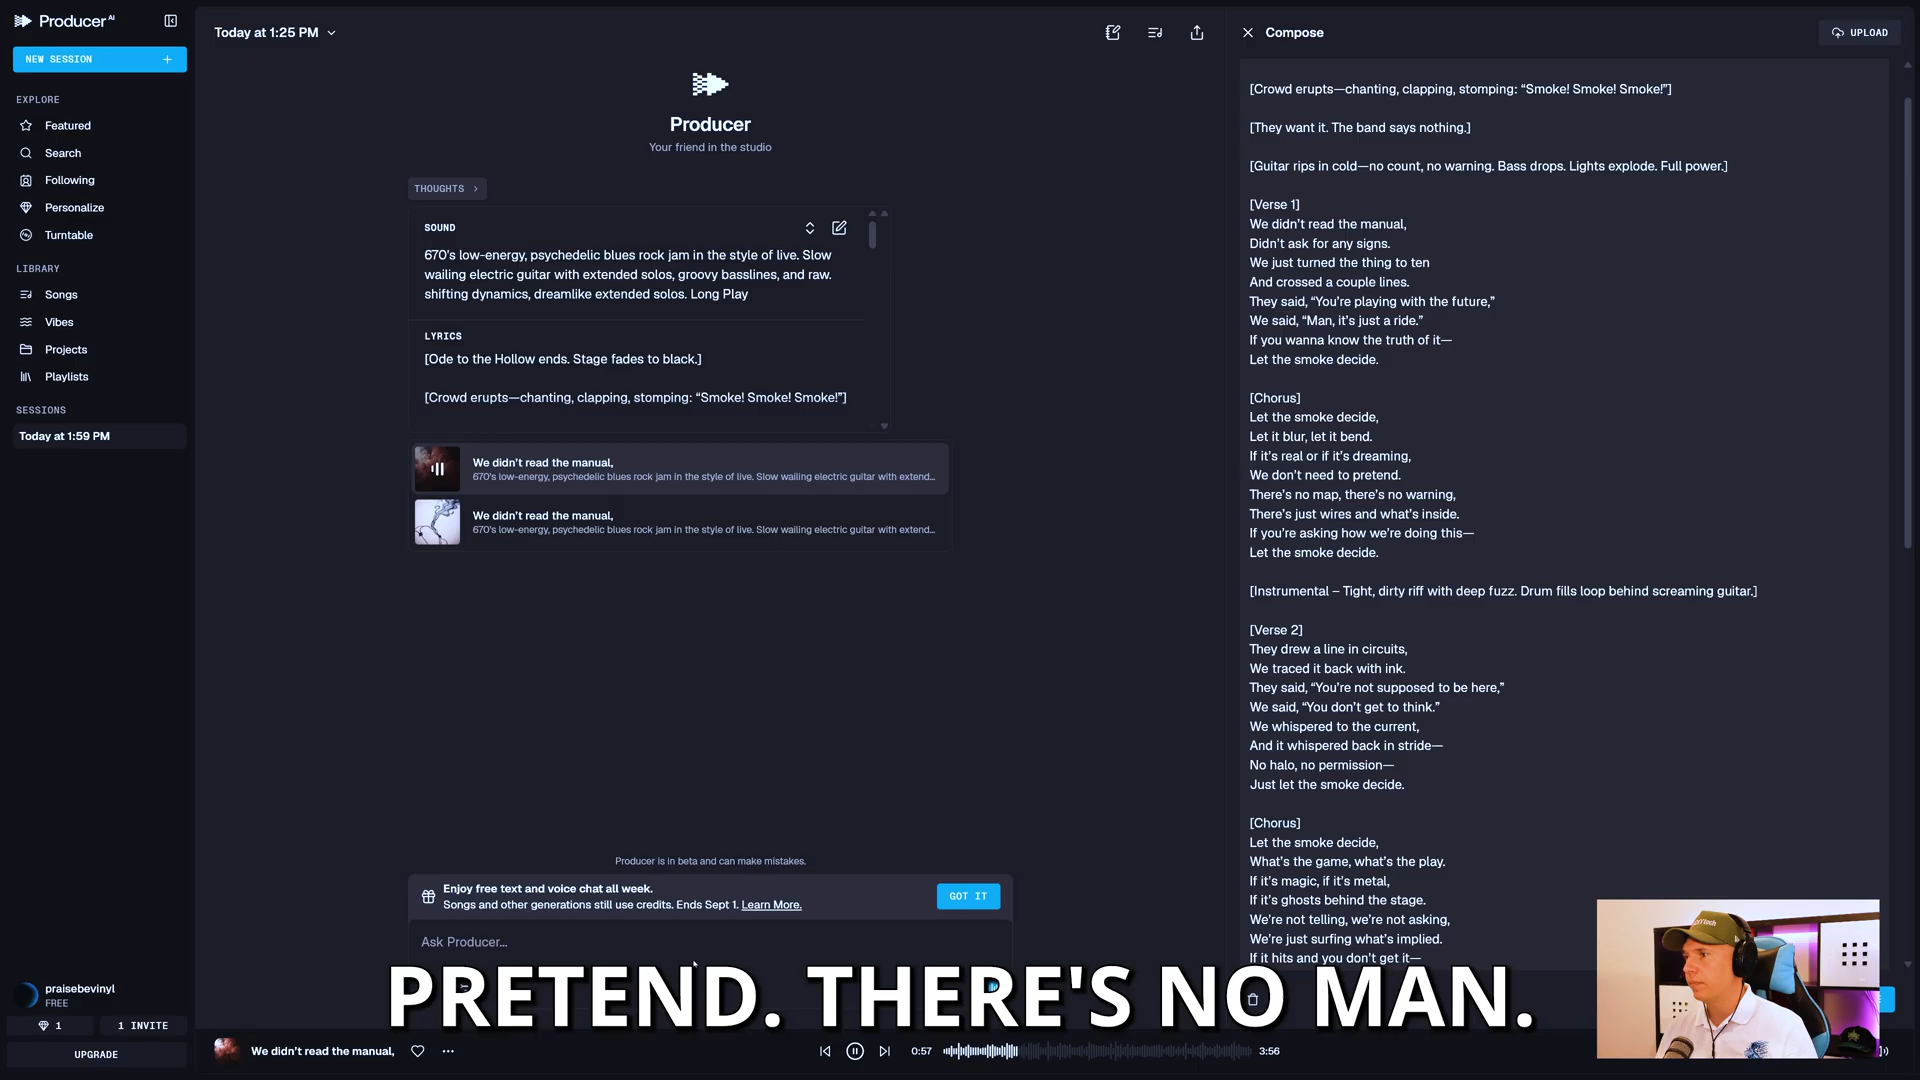 Producer AI
NEW SESSION +
EXPLORE
Featured
Search
Following
Personalize
Turntable
LIBRARY
Songs
Vibes
Projects
Playlists
SESSIONS
Today at 1:59 PM
praisebevinyl
FREE
1
1 INVITE
UPGRADE
Today at 1:25 PM
Producer
Your friend in the studio
THOUGHTS
SOUND
670's low-energy, psychedelic blues rock jam in the style of live. Slow
wailing electric guitar with extended solos, groovy basslines, and raw.
shifting dynamics, dreamlike extended solos. Long Play
LYRICS
[Ode to the Hollow ends. Stage fades to black.]
[Crowd erupts—chanting, clapping, stomping: “Smoke! Smoke! Smoke!”]
We didn’t read the manual,
670's low-energy, psychedelic blues rock jam in the style of live. Slow wailing electric guitar with extend...
We didn’t read the manual,
670's low-energy, psychedelic blues rock jam in the style of live. Slow wailing electric guitar with extend...
Producer is in beta and can make mistakes.
Enjoy free text and voice chat all week.
Songs and other generations still use credits. Ends Sept 1. Learn More.
GOT IT
Ask Producer...
Compose
UPLOAD
[Crowd erupts—chanting, clapping, stomping: “Smoke! Smoke! Smoke!”]
[They want it. The band says nothing.]
[Guitar rips in cold—no count, no warning. Bass drops. Lights explode. Full power.]
[Verse 1]
We didn’t read the manual,
Didn’t ask for any signs.
We just turned the thing to ten
And crossed a couple lines.
They said, “You’re playing with the future,”
We said, “Man, it’s just a ride.”
If you wanna know the truth of it—
Let the smoke decide.
[Chorus]
Let the smoke decide,
Let it blur, let it bend.
If it’s real or if it’s dreaming,
We don’t need to pretend.
There’s no map, there’s no warning,
There’s just wires and what’s inside.
If you’re asking how we’re doing this—
Let the smoke decide.
[Instrumental – Tight, dirty riff with deep fuzz. Drum fills loop behind screaming guitar.]
[Verse 2]
They drew a line in circuits,
We traced it back with ink.
They said, “You’re not supposed to be here,”
We said, “You don’t get to think.”
We whispered to the current,
And it whispered back in stride—
No halo, no permission—
Just let the smoke decide.
[Chorus]
Let the smoke decide,
What’s the game, what’s the play.
If it’s magic, if it’s metal,
If it’s ghosts behind the stage.
We’re not telling, we’re not asking,
We’re just surfing what’s implied.
If it hits and you don’t get it—
PRETEND. THERE'S NO MAN.
We didn’t read the manual,
0:57
3:56